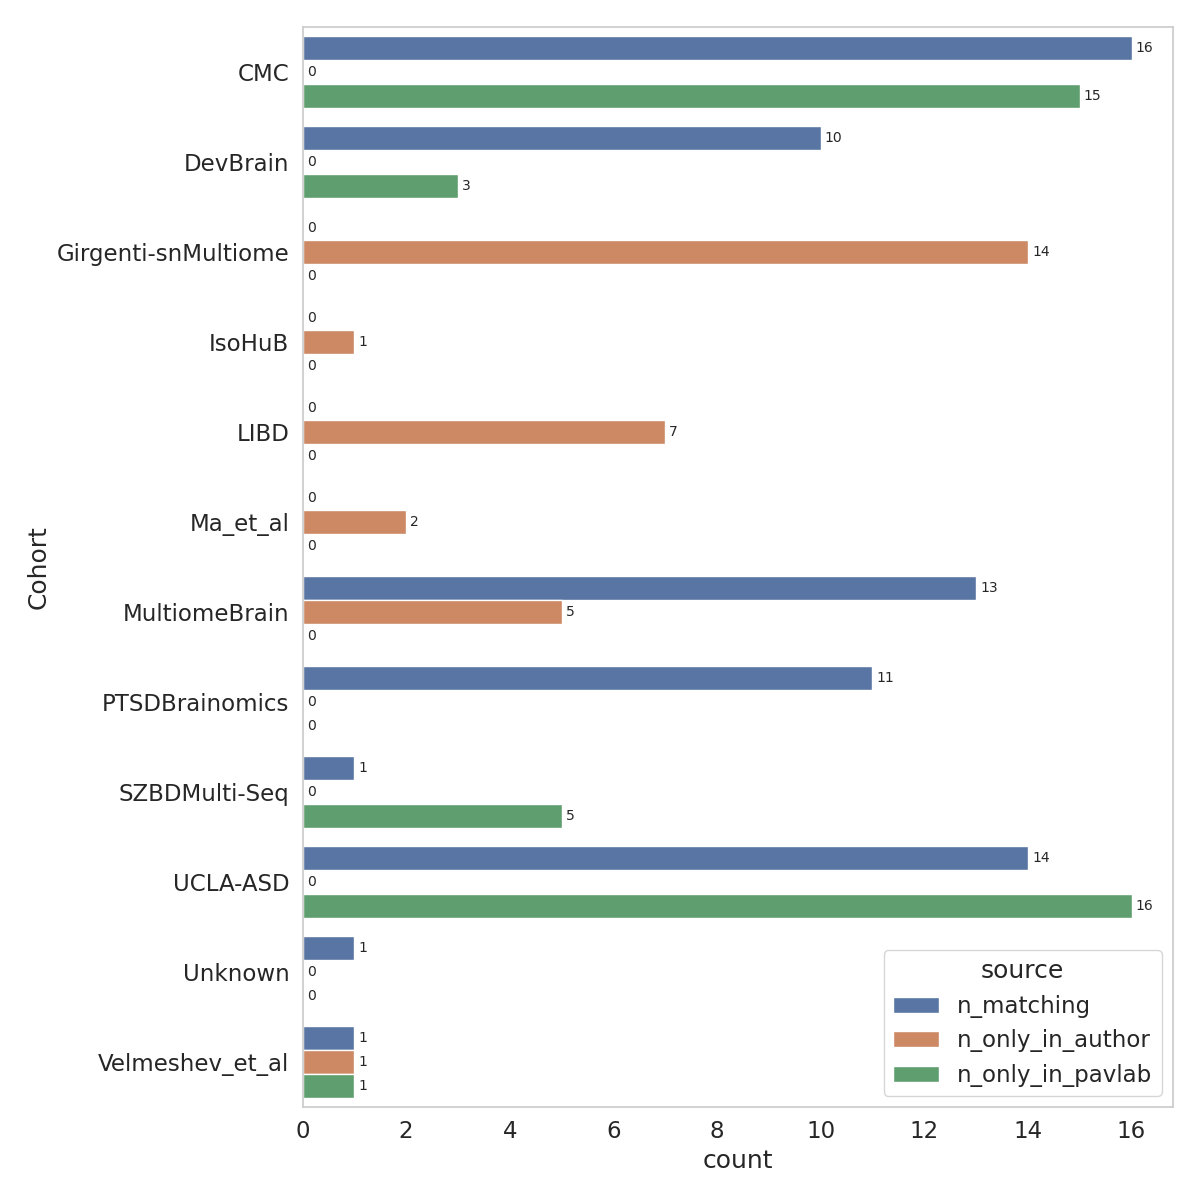 Cohort
CMC
16
0
15
DevBrain
10
0
3
Girgenti-snMultiome
0
14
0
IsoHuB
0
1
0
LIBD
0
7
0
Ma_et_al
0
2
0
MultiomeBrain
13
5
0
PTSDBrainomics
11
0
0
SZBDMulti-Seq
1
0
5
UCLA-ASD
14
0
16
Unknown
1
0
0
Velmeshev_et_al
1
1
1
source
n_matching
n_only_in_author
n_only_in_pavlab
0 2 4 6 8 10 12 14 16
count